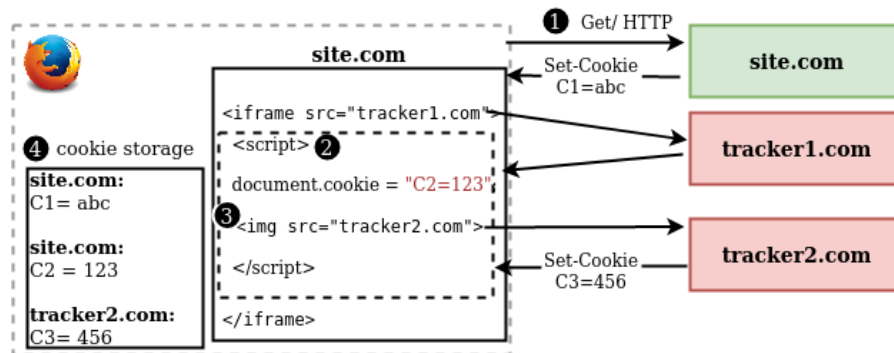 1 Get/ HTTP
site.com
site.com
Set-Cookie
C1=abc
<iframe src="tracker1.com">
<script> 2
tracker1.com
4 cookie storage
site.com:
C1= abc
document.cookie = "C2=123",
3 <img src="tracker2.com">
site.com:
C2 = 123
tracker2.com
Set-Cookie
C3=456
</script>
tracker2.com:
C3= 456
</iframe>